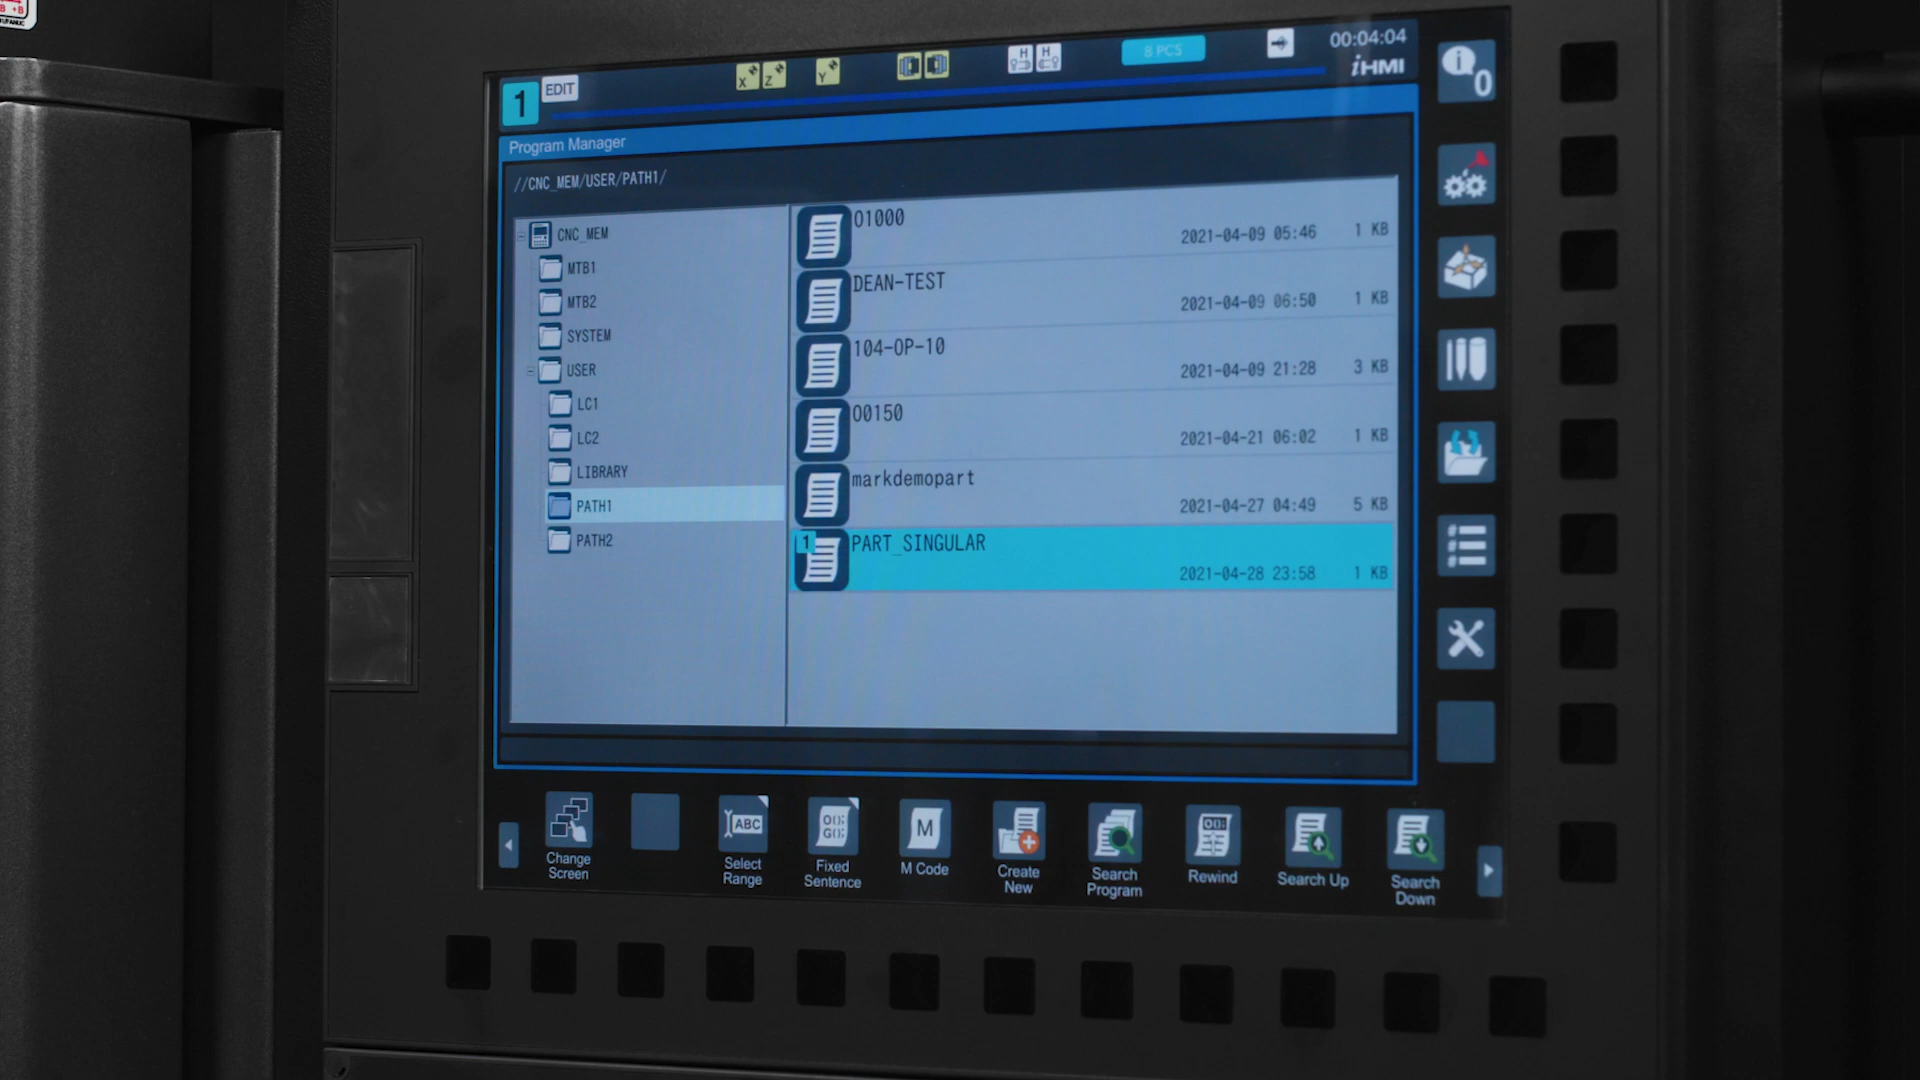 1 EDIT
X Z Y
H H
8 PCS
00:04:04
iHMI
0
Program Manager
//CNC_MEM/USER/PATH1/
CNC_MEM
MTB1
MTB2
SYSTEM
USER
LC1
LC2
LIBRARY
PATH1
PATH2
O1000
2021-04-09 05:46 1 KB
DEAN-TEST
2021-04-09 06:50 1 KB
104-OP-10
2021-04-09 21:28 3 KB
O0150
2021-04-21 06:02 1 KB
markdemopart
2021-04-27 04:49 5 KB
1 PART_SINGULAR
2021-04-28 23:58 1 KB
Change
Screen
ABC
Select
Range
Fixed
Sentence
M
M Code
Create
New
Search
Program
Rewind
Search Up
Search
Down